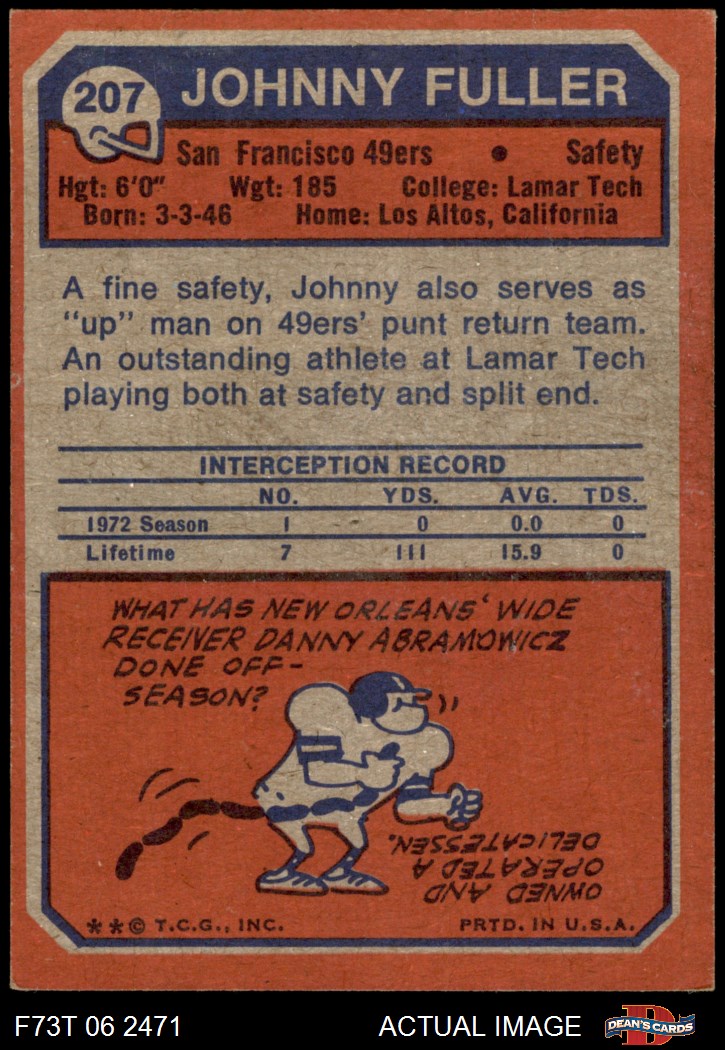 207 JOHNNY FULLER
San Francisco 49ers • Safety
Hgt: 6'0" Wgt: 185 College: Lamar Tech
Born: 3-3-46 Home: Los Altos, California
A fine safety, Johnny also serves as
"up" man on 49ers' punt return team.
An outstanding athlete at Lamar Tech
playing both at safety and split end.
INTERCEPTION RECORD
NO. YDS. AVG. TDS.
1972 Season 1 0 0.0 0
Lifetime 7 111 15.9 0
WHAT HAS NEW ORLEANS' WIDE
RECEIVER DANNY ABRAMOWICZ
DONE OFF-
SEASON?
OWNED AND
OPERATED A
DELICATESSEN.
**© T.C.G., INC. PRTD. IN U.S.A.
F73T 06 2471 ACTUAL IMAGE
D
DEAN'S CARDS